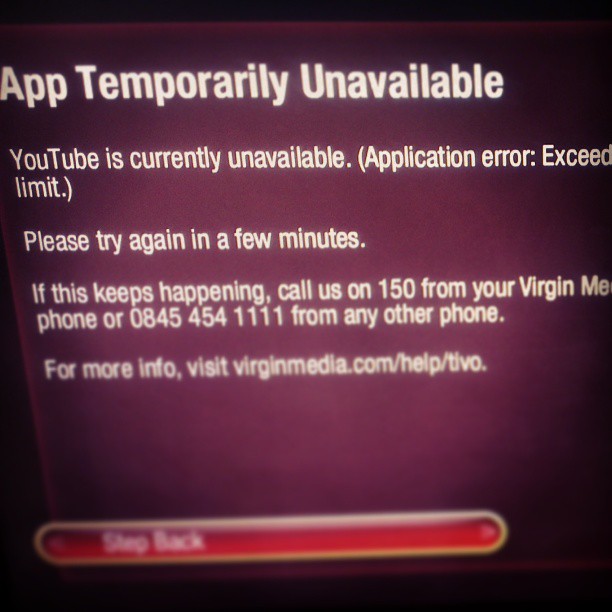 App Temporarily Unavailable
YouTube is currently unavailable. (Application error: Exceed
limit.)
Please try again in a few minutes.
If this keeps happening, call us on 150 from your Virgin Me
phone or 0845 454 1111 from any other phone.
For more info, visit virginmedia.com/help/tivo.
Step Back